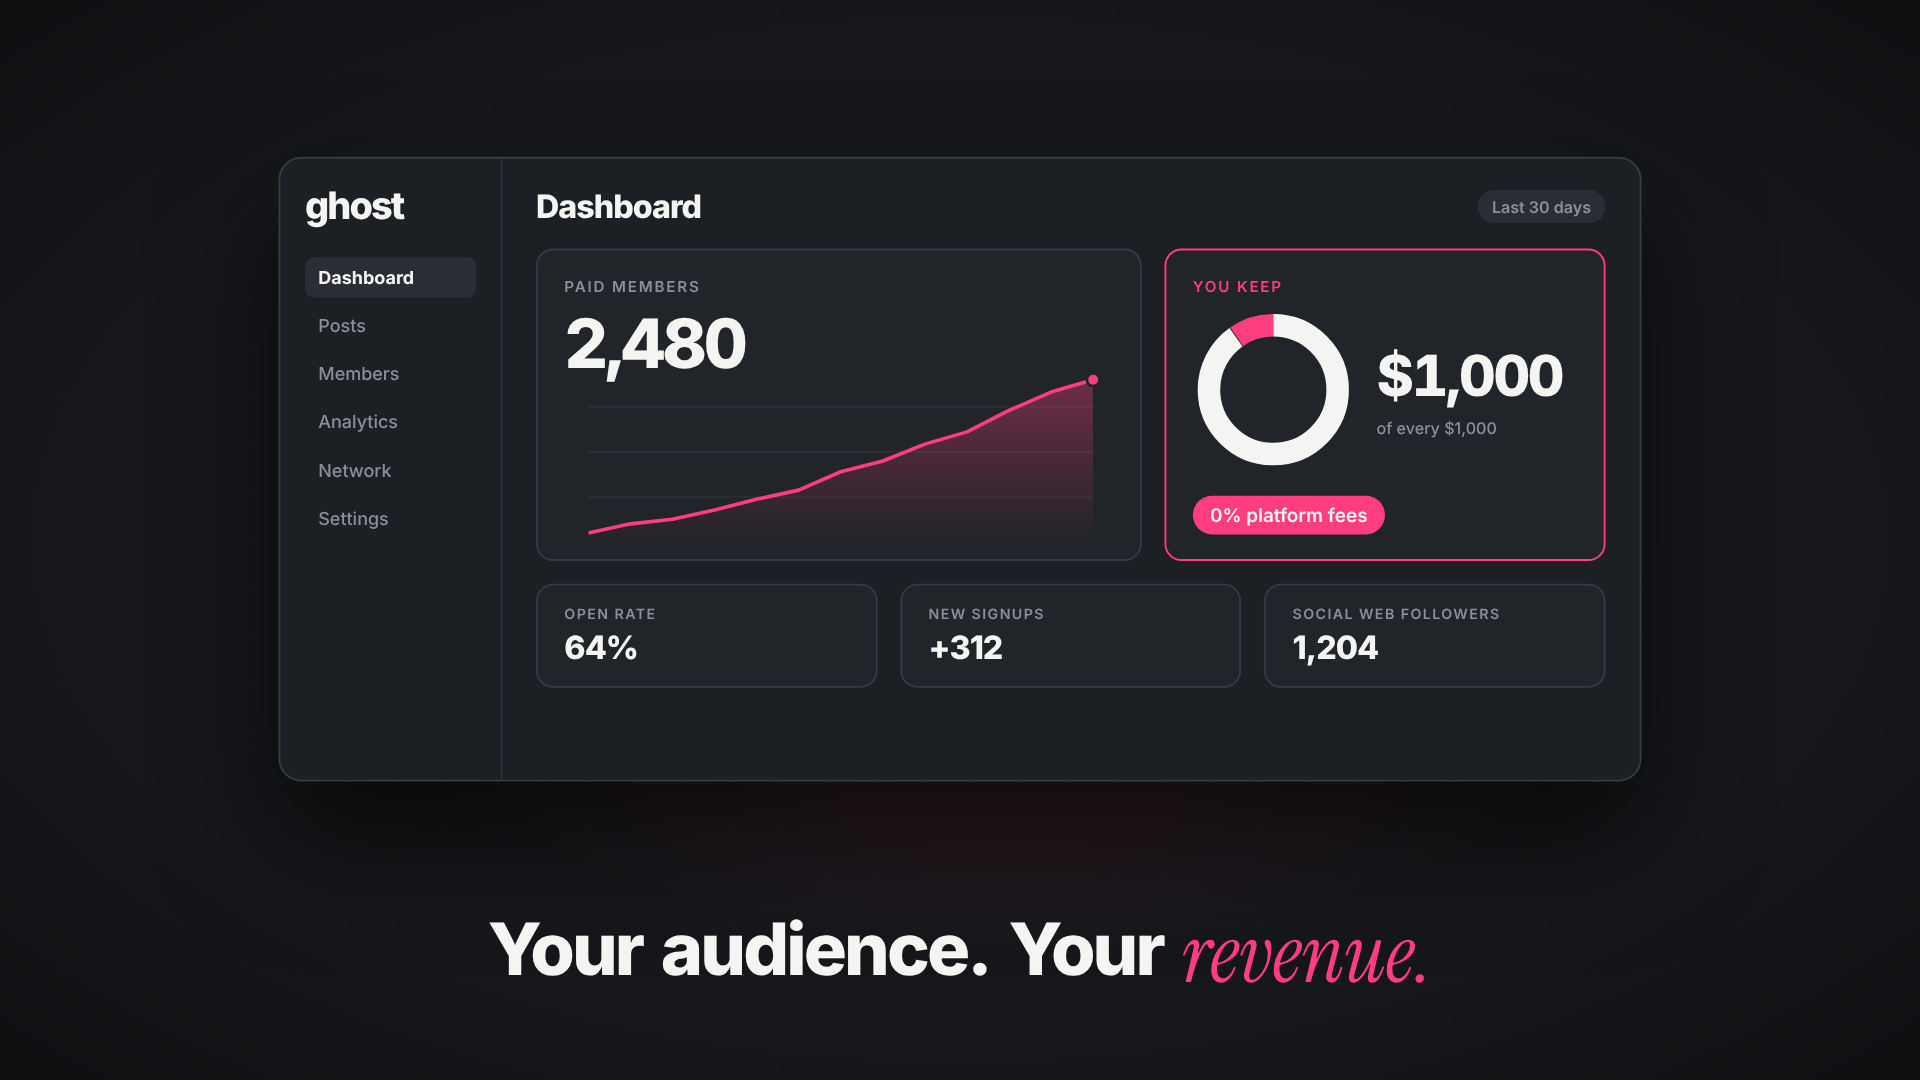 ghost
Dashboard
Posts
Members
Analytics
Network
Settings
Dashboard
Last 30 days
PAID MEMBERS
2,480
YOU KEEP
$1,000
of every $1,000
0% platform fees
OPEN RATE
64%
NEW SIGNUPS
+312
SOCIAL WEB FOLLOWERS
1,204
Your audience. Your revenue.